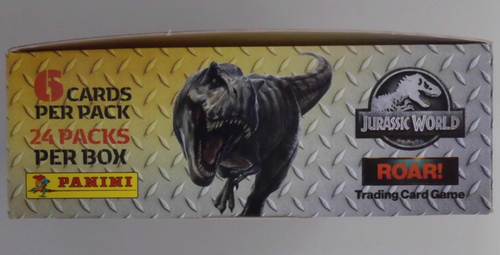 6 CARDS
PER PACK
24 PACKS
PER BOX
PANINI
JURASSIC WORLD
ROAR!
Trading Card Game